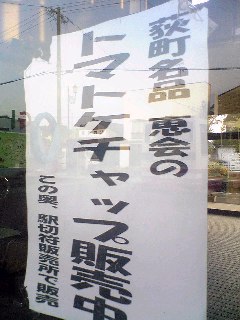 荻町名品 恵会の
トマトケチャップ販売中
この奥、駅切符販売所で販売